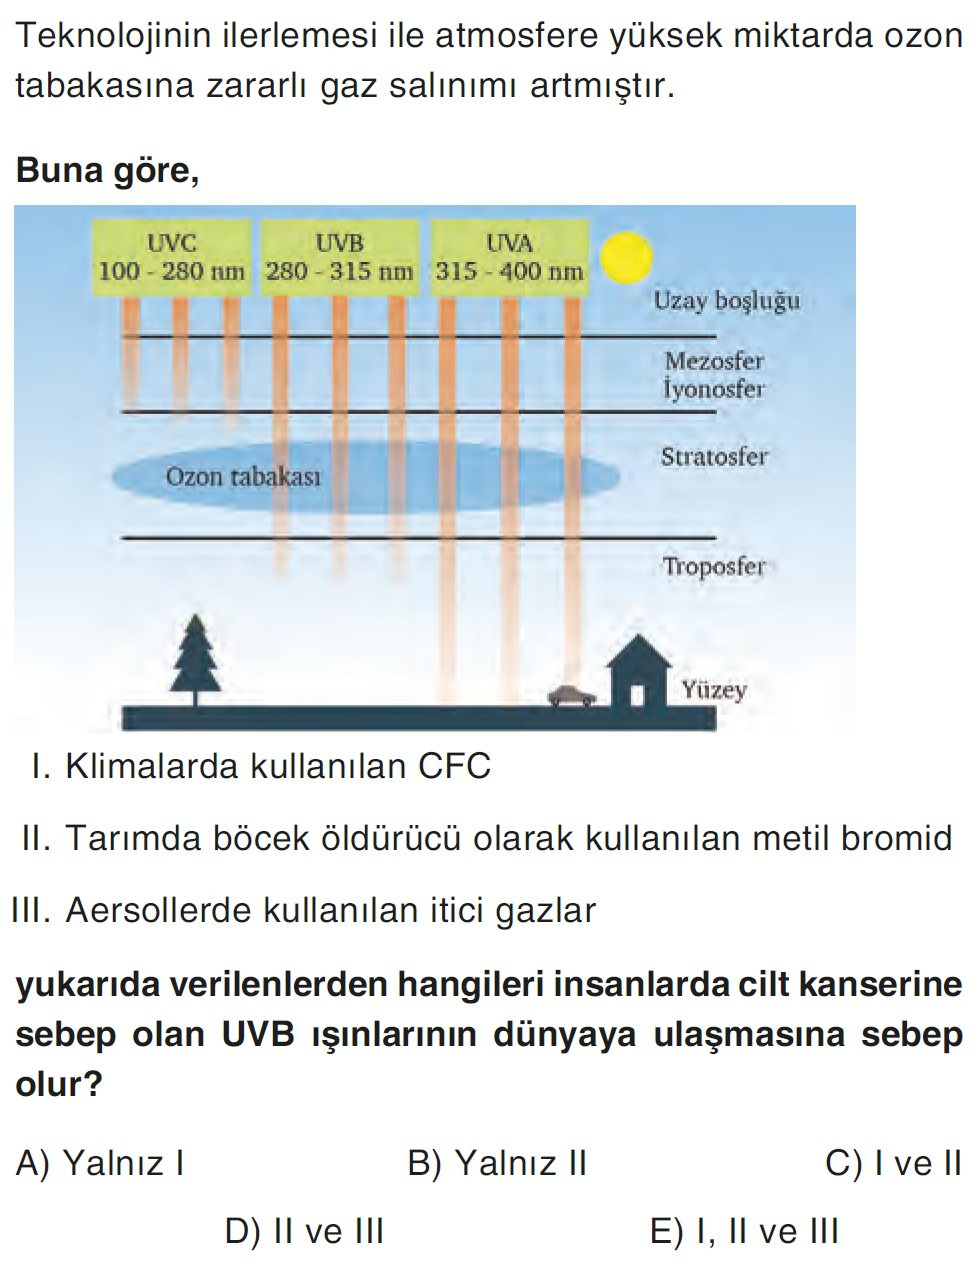 Teknolojinin ilerlemesi ile atmosfere yüksek miktarda ozon
tabakasına zararlı gaz salınımı artmıştır.
Buna göre,
UVC
100 - 280 nm
UVB
280 - 315 nm
UVA
315 - 400 nm
Uzay boşluğu
Mezosfer
İyonosfer
Stratosfer
Ozon tabakası
Troposfer
Yüzey
I. Klimalarda kullanılan CFC
II. Tarımda böcek öldürücü olarak kullanılan metil bromid
III. Aersollerde kullanılan itici gazlar
yukarıda verilenlerden hangileri insanlarda cilt kanserine
sebep olan UVB ışınlarının dünyaya ulaşmasına sebep
olur?
A) Yalnız I B) Yalnız II C) I ve II
D) II ve III E) I, II ve III